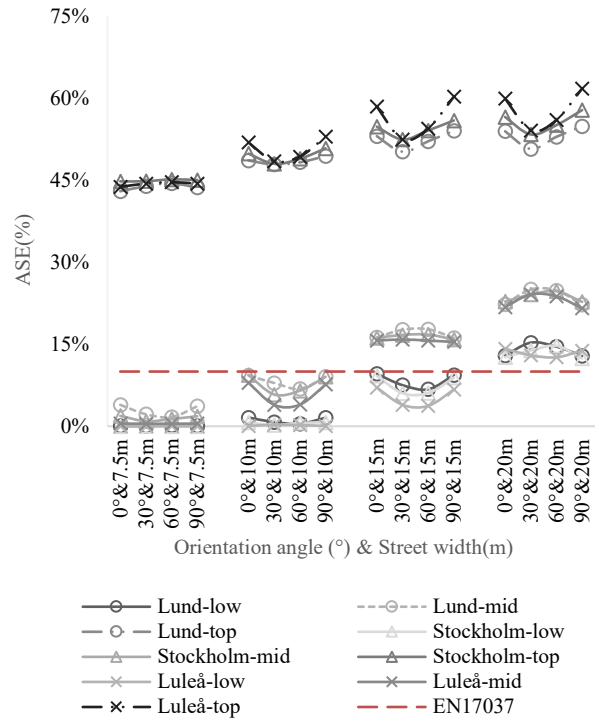 75%
60%
45%
30%
15%
0%
ASE(%)
0°&7.5m
30°&7.5m
60°&7.5m
90°&7.5m
0°&10m
30°&10m
60°&10m
90°&10m
0°&15m
30°&15m
60°&15m
90°&15m
0°&20m
30°&20m
60°&20m
90°&20m
Orientation angle (°) & Street width(m)
Lund-low
Lund-mid
Lund-top
Stockholm-low
Stockholm-mid
Stockholm-top
Luleå-low
Luleå-mid
Luleå-top
EN17037